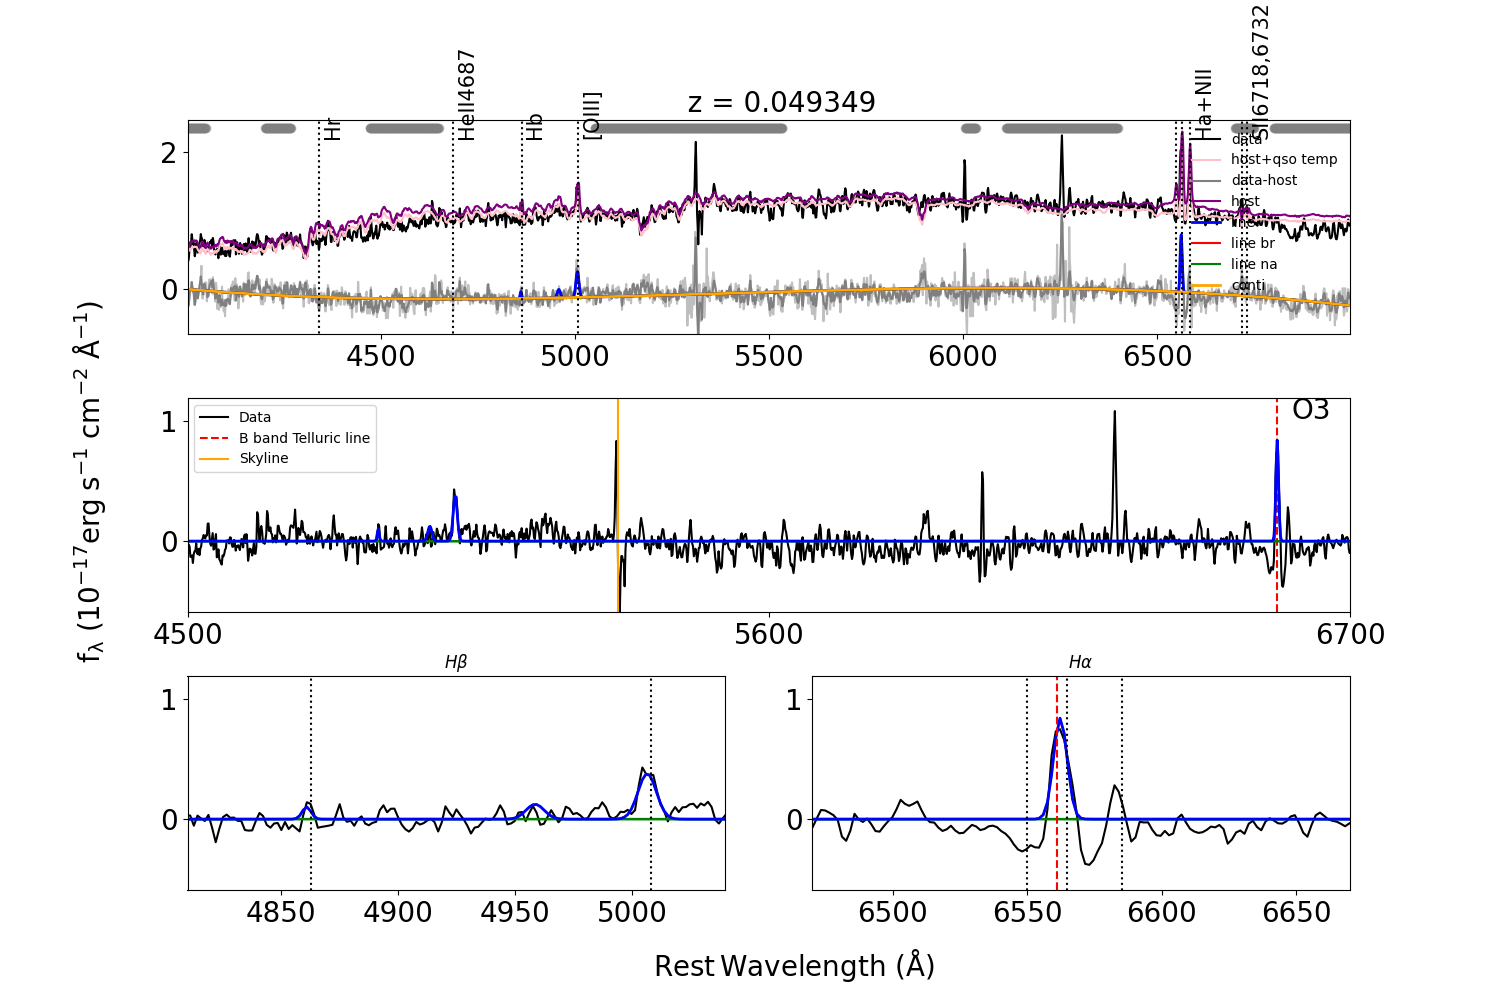 z = 0.049349
Hr
HeII4687
Hb
[OIII]
Ha+NII
SII6718,6732
2
0
data
host+qso temp
data-host
host
line br
line na
conti
4500 5000 5500 6000 6500
fλ (10⁻¹⁷erg s⁻¹ cm⁻² Å⁻¹)
1
0
Data
B band Telluric line
Skyline
O3
4500 5600 6700
Hβ
1
0
4850 4900 4950 5000
Hα
1
0
6500 6550 6600 6650
Rest Wavelength (Å)